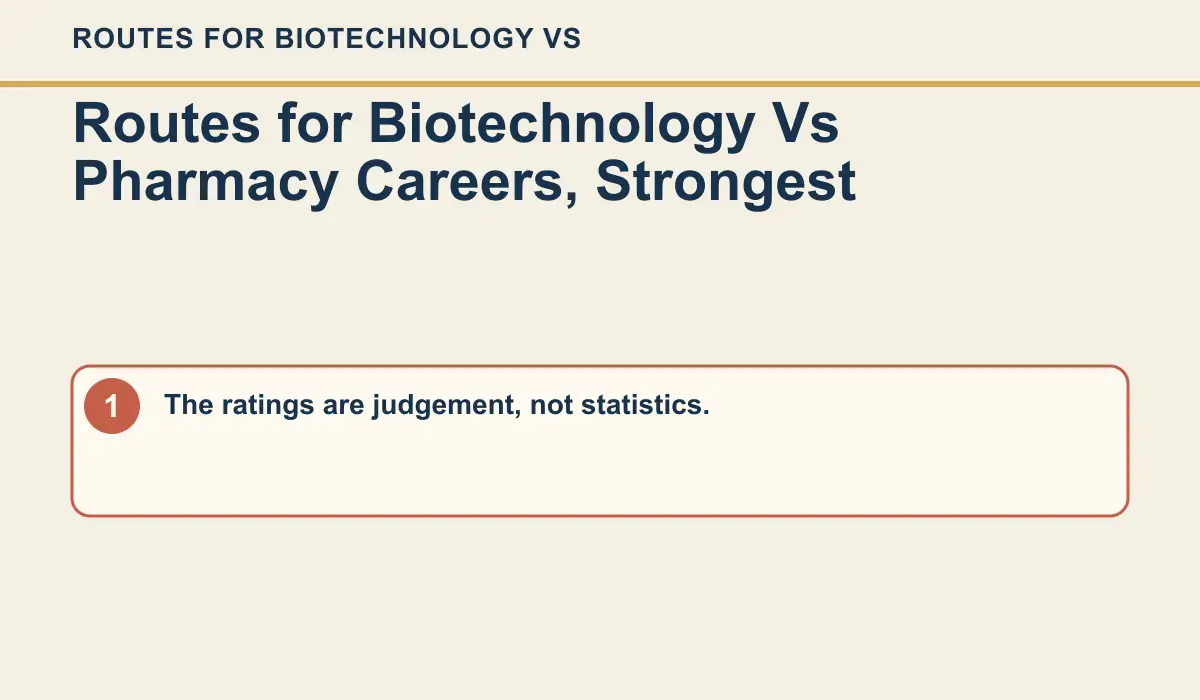 ROUTES FOR BIOTECHNOLOGY VS
Routes for Biotechnology Vs
Pharmacy Careers, Strongest
1 The ratings are judgement, not statistics.